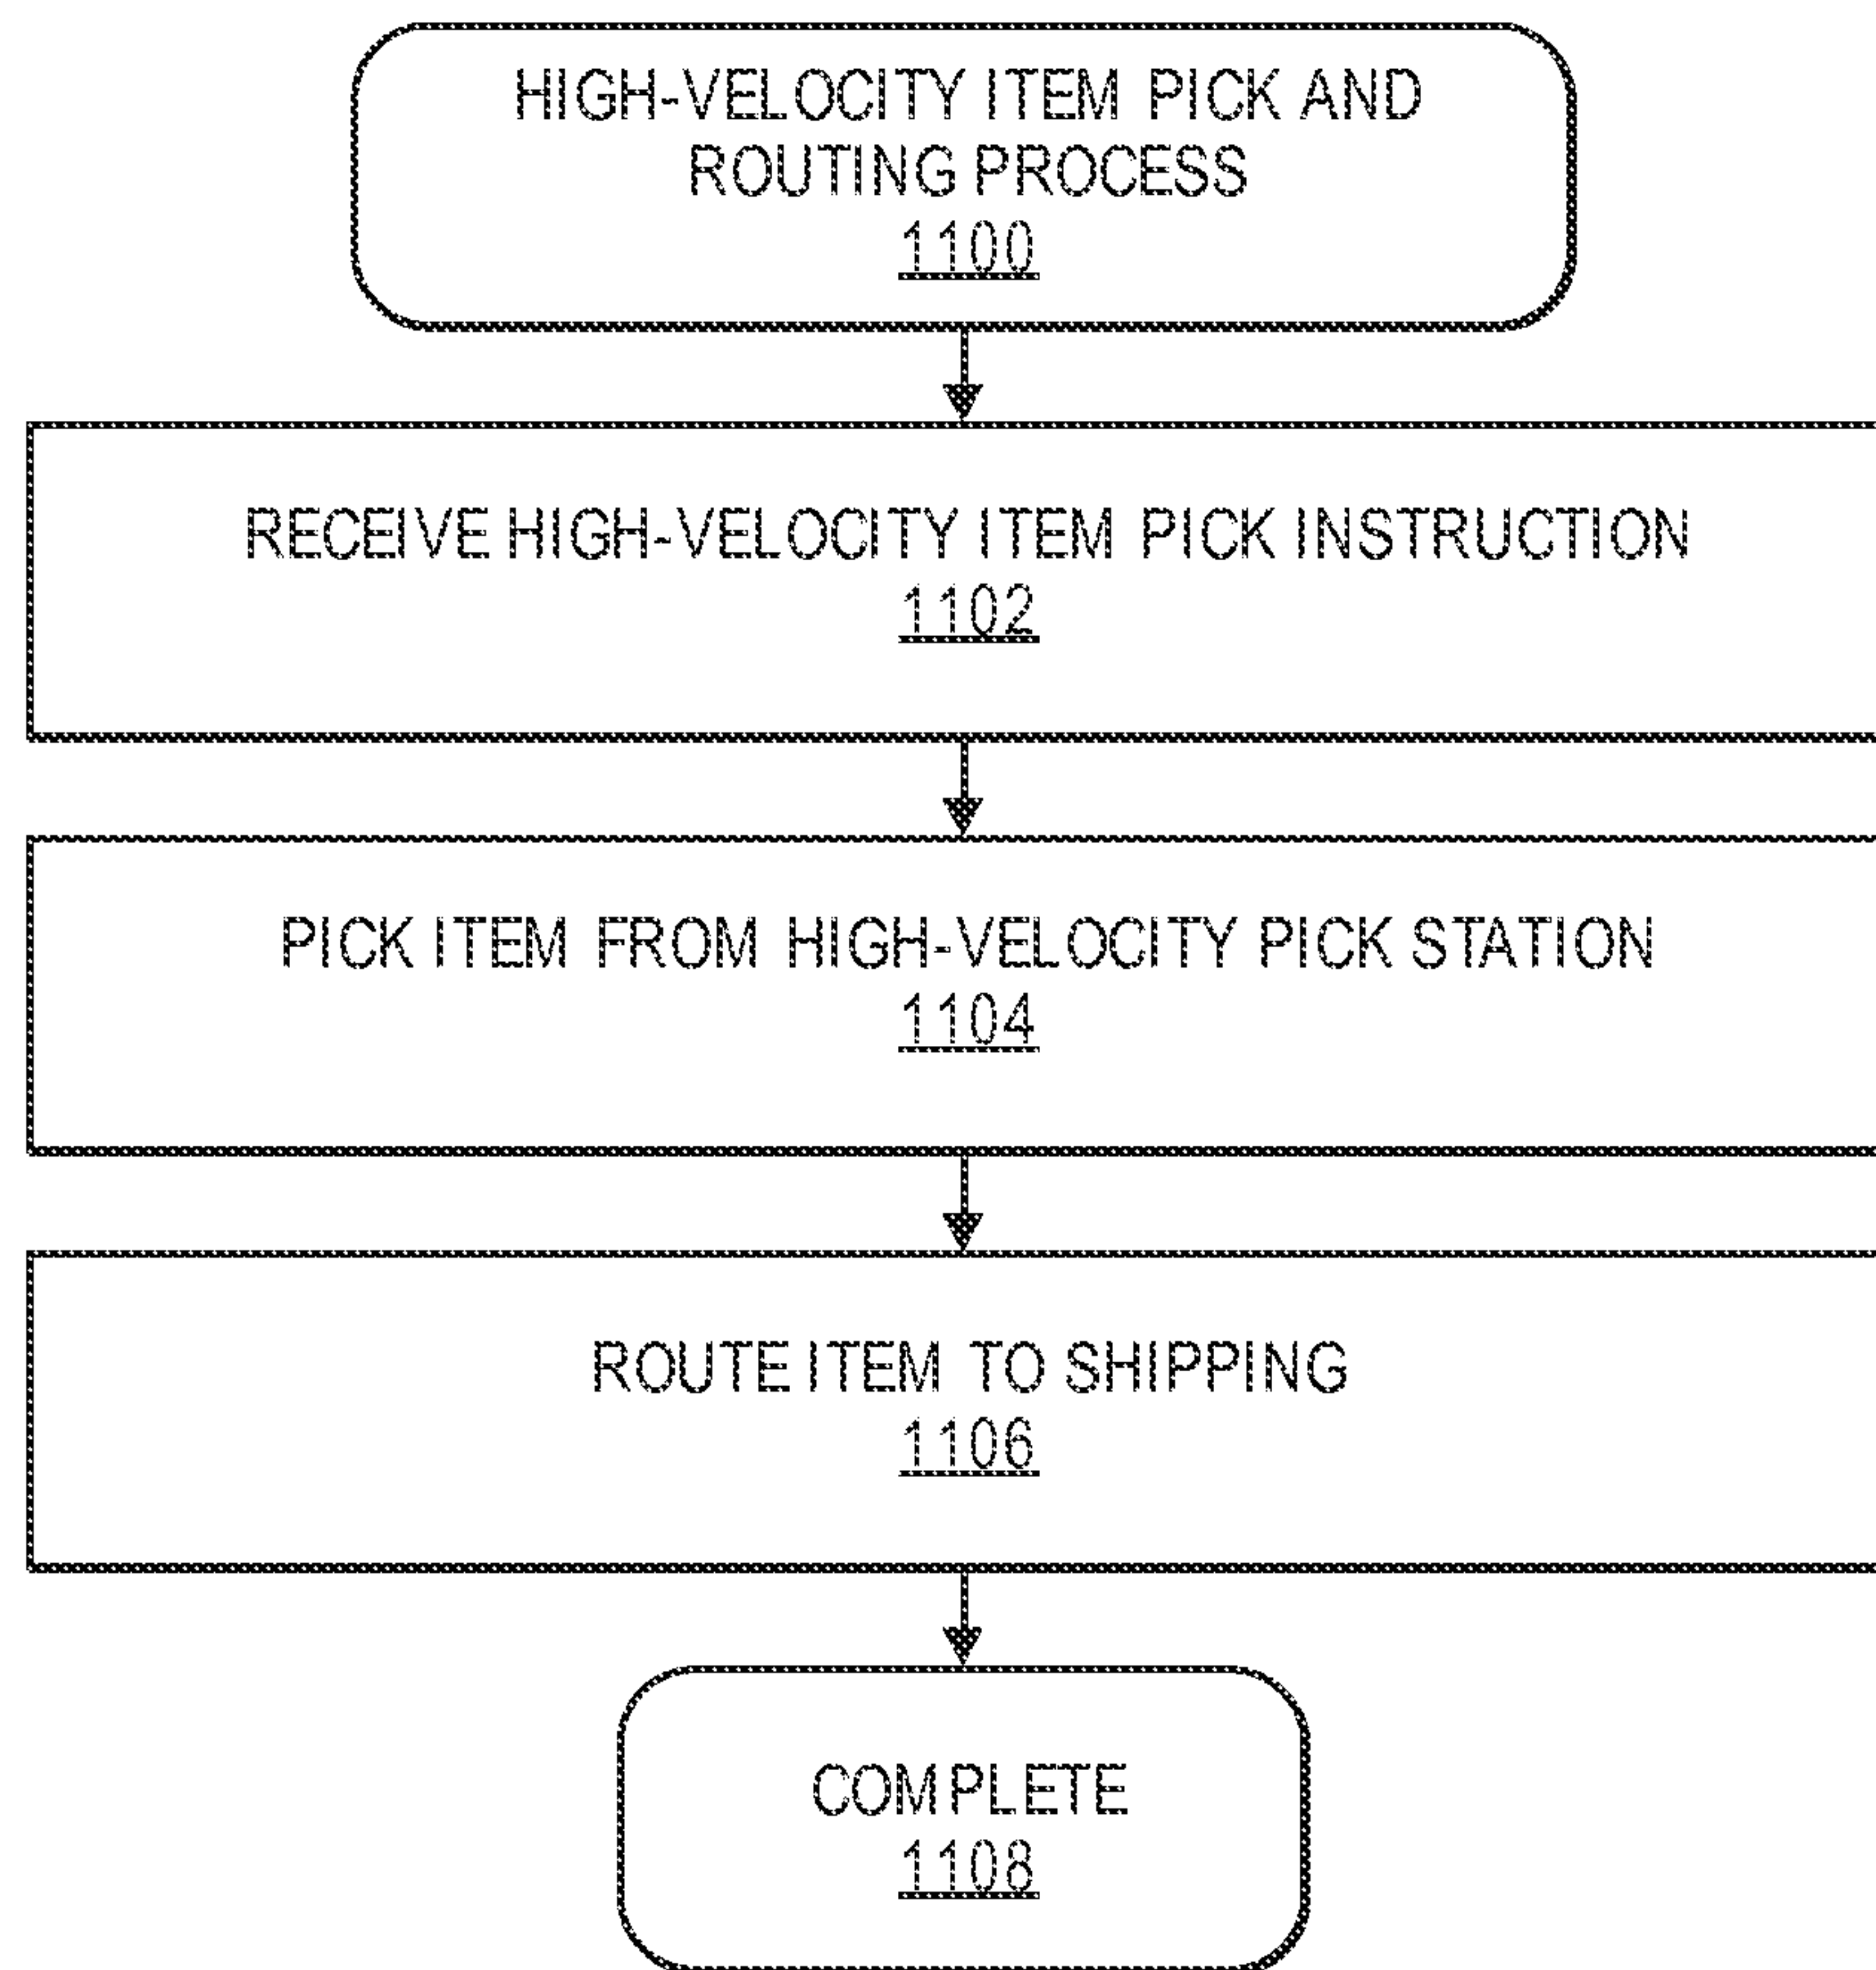 HIGH-VELOCITY ITEM PICK AND
ROUTING PROCESS
1100
RECEIVE HIGH-VELOCITY ITEM PICK INSTRUCTION
1102
PICK ITEM FROM HIGH-VELOCITY PICK STATION
1104
ROUTE ITEM TO SHIPPING
1106
COMPLETE
1108